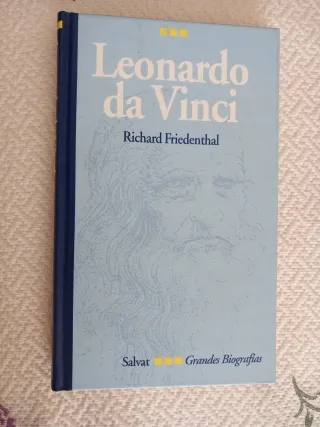 Leonardo
da Vinci
Richard Friedenthal
Salvat Grandes Biografías